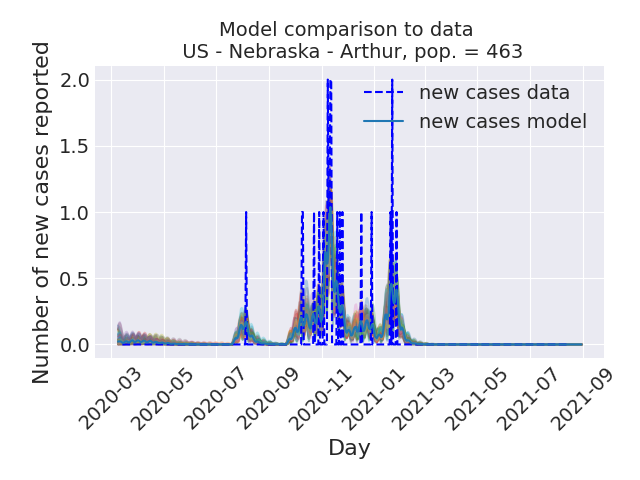 Model comparison to data
US - Nebraska - Arthur, pop. = 463
Number of new cases reported
2.0
1.5
1.0
0.5
0.0
new cases data
new cases model
2020-03
2020-05
2020-07
2020-09
2020-11
2021-01
2021-03
2021-05
2021-07
2021-09
Day